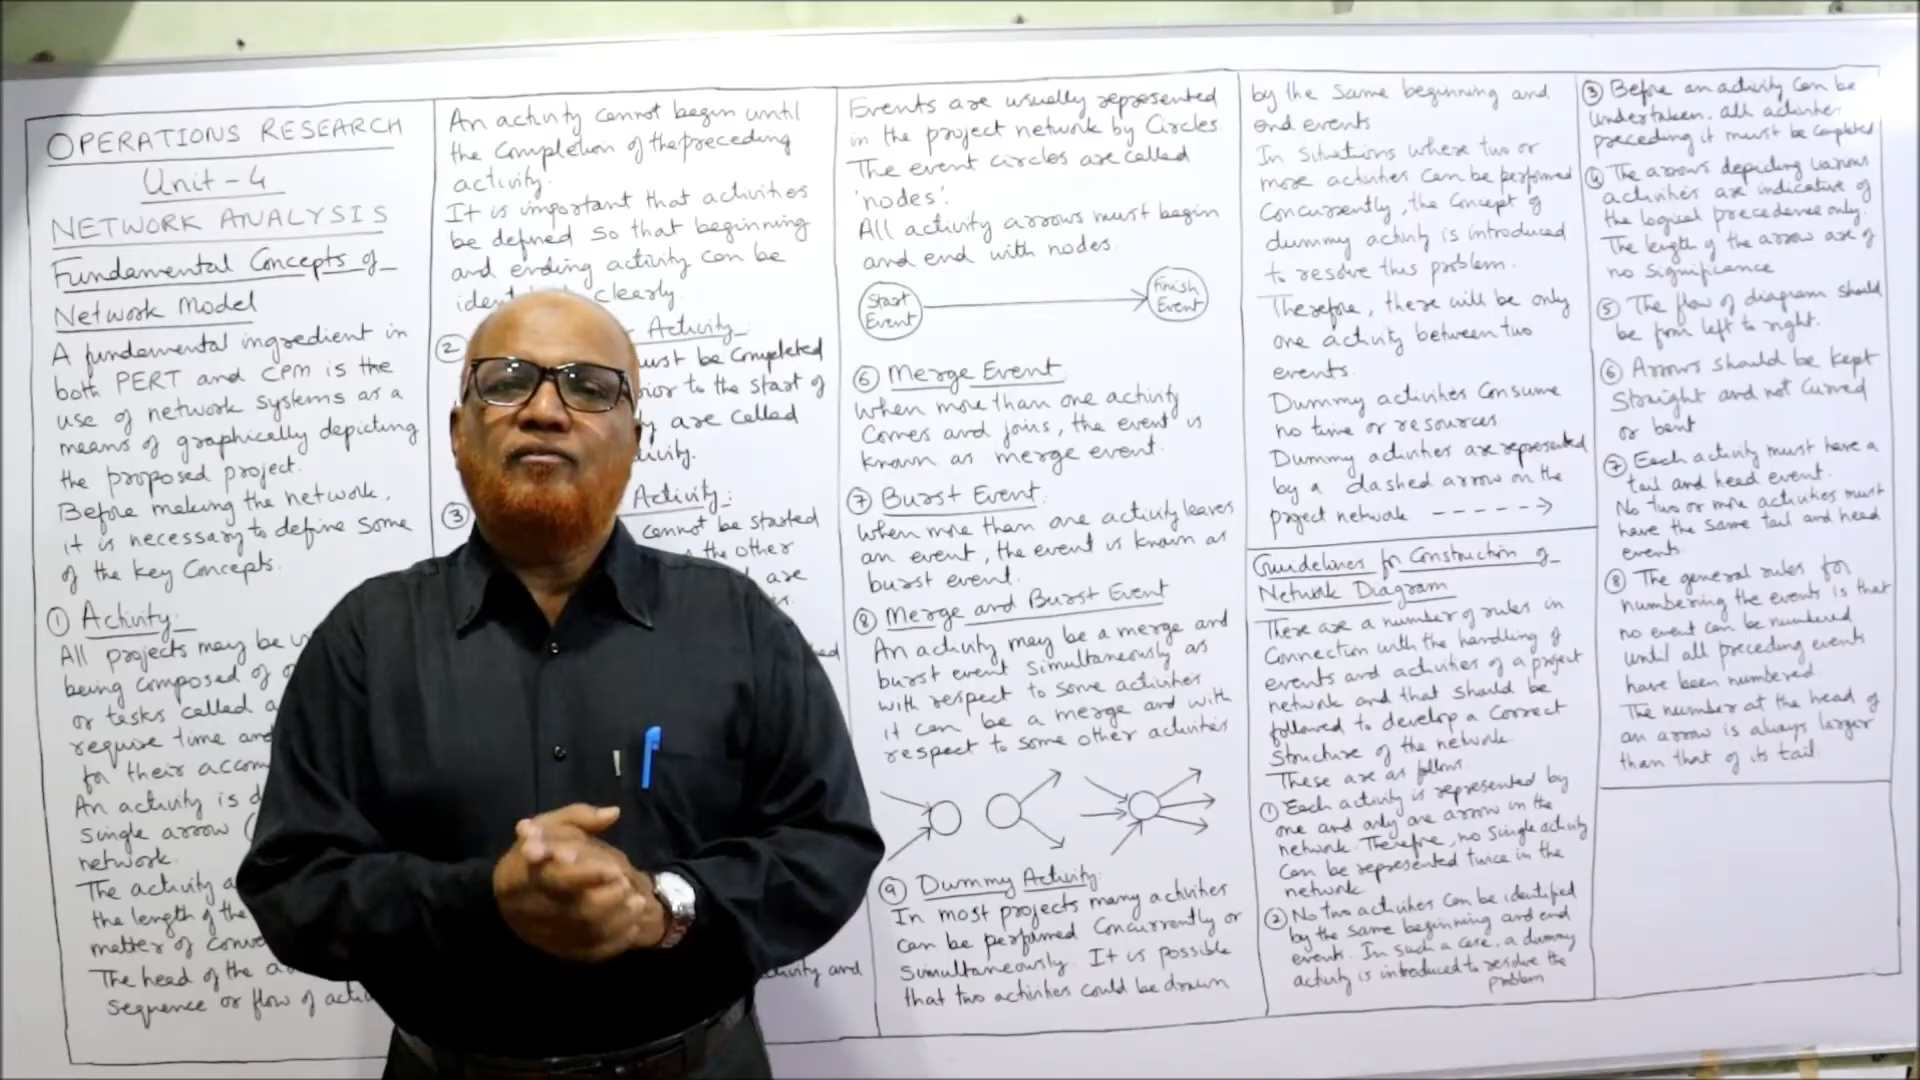 OPERATIONS RESEARCH
Unit-4
NETWORK ANALYSIS
Fundamental Concepts of
Network Model
A fundamental ingredient in
both PERT and CPM is the
use of network systems as a
means of graphically depicting
the proposed project.
Before making the network,
it is necessary to define some
of the key Concepts.
① Activity:
All projects may be
being composed of
or tasks called
require time and
for their
An activity is
Single arrow (
network.
The activity
the length of the
matter of
The head of the
sequence or flow of
An activity cannot begin until
the completion of the preceding
activity.
It is important that activities
be defined so that beginning
and ending activity can be
clearly.
② Activity:
must be Completed
prior to the start of
are called
③ Activity:
cannot be started
the other
are
activity and
Events are usually represented
in the project network by Circles.
The event circles are called
'nodes'.
All activity arrows must begin
and end with nodes
Start Event
Finish Event
⑥ Merge Event
When more than one activity
Comes and joins, the event is
known as merge event.
⑦ Burst Event:
When more than one activity leaves
an event, the event is known as
burst event.
⑧ Merge and Burst Event
An activity may be a merge and
burst event simultaneously as
with respect to some activities
it can be a merge and with
respect to some other activities
⑨ Dummy Activity:
In most projects many activities
can be performed Concurrently or
simultaneously. It is possible
that two activities could be drawn
by the same beginning and
end events
In situations where two or
more activities can be performed
Concurrently, the Concept of
dummy activity is introduced
to resolve this problem.
Therefore, there will be only
one activity between two
events.
Dummy activities Consume
no time or resources.
Dummy activities are represented
by a dashed arrow on the
project network ----->
Guidelines for Construction of
Network Diagram
There are a number of rules in
Connection with the handling of
events and activities of a project
network and that should be
followed to develop a Correct
structure of the network.
These are as follows
① Each activity is represented by
one and only one arrow in the
network. Therefore, no single activity
can be represented twice in the
network
② No two activities can be identified
by the same beginning and end
events. In such a case, a dummy
activity is introduced to resolve the
problem
③ Before an activity can be
undertaken, all activities
preceding it must be Completed
④ The arrows depicting various
activities are indicative of
the logical precedence only.
The length of the arrow are of
no significance
⑤ The flow of diagram should
be from left to right.
⑥ Arrows should be kept
Straight and not Curved
or bent
⑦ Each activity must have a
tail and head event.
No two or more activities must
have the same tail and head
events.
⑧ The general rules for
numbering the events is that
no event can be numbered
until all preceding events
have been numbered
The number at the head of
an arrow is always larger
than that of its tail